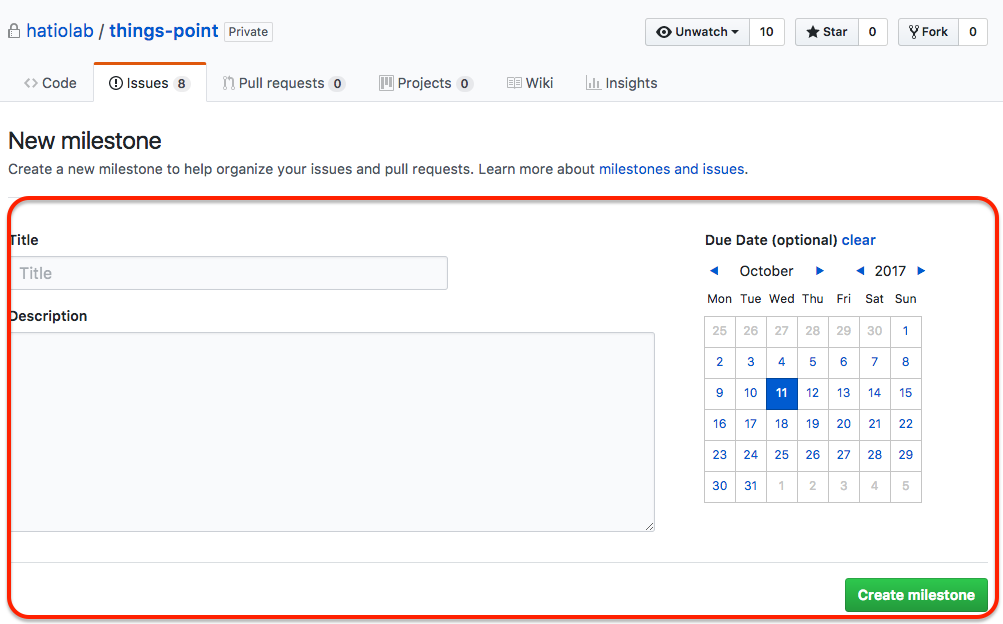 hatiolab / things-point Private Unwatch 10 Star 0 Fork 0
Code Issues 8 Pull requests 0 Projects 0 Wiki Insights
New milestone
Create a new milestone to help organize your issues and pull requests. Learn more about milestones and issues.
Title
Title
Description
Due Date (optional) clear
October 2017
Mon Tue Wed Thu Fri Sat Sun
25 26 27 28 29 30 1
2 3 4 5 6 7 8
9 10 11 12 13 14 15
16 17 18 19 20 21 22
23 24 25 26 27 28 29
30 31 1 2 3 4 5
Create milestone